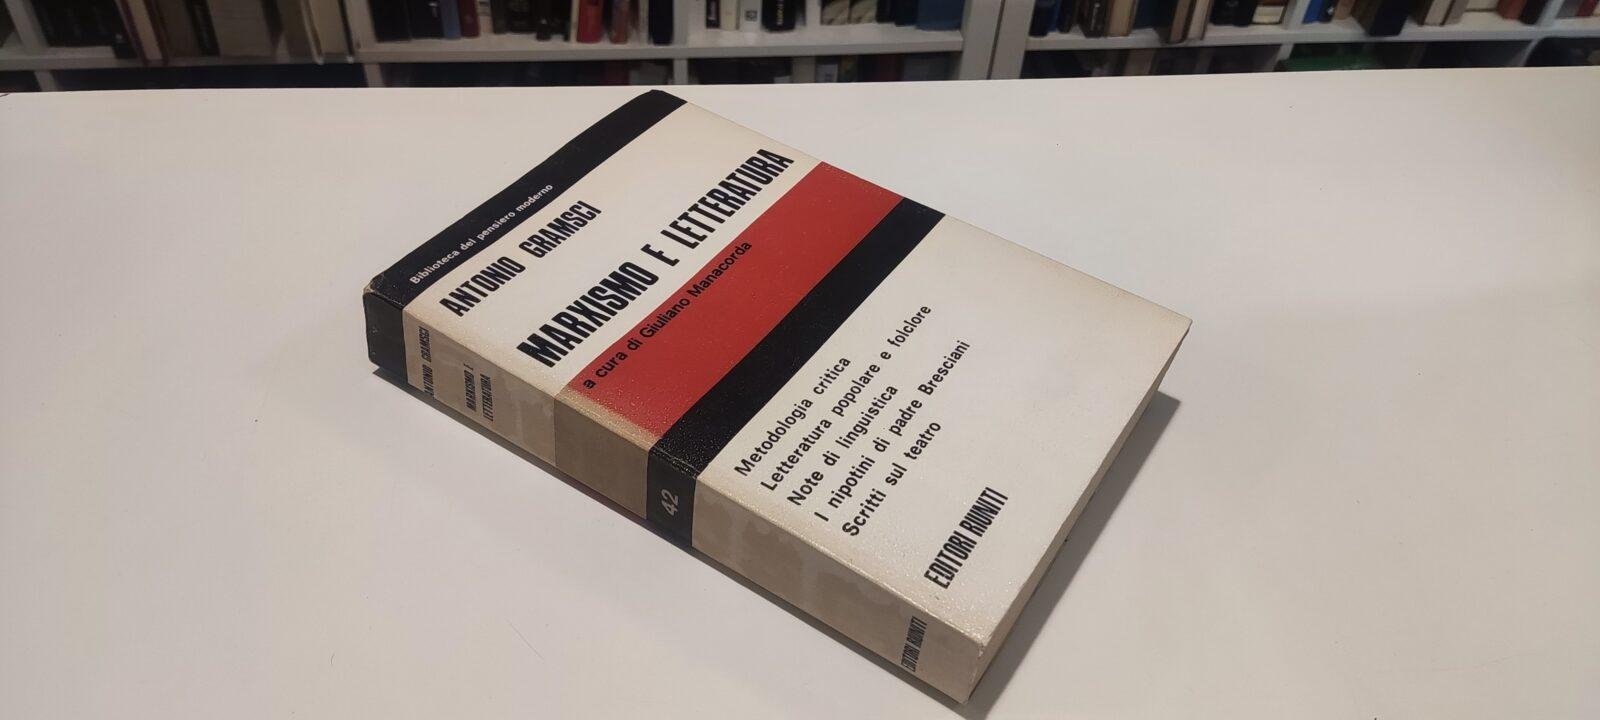 Biblioteca del pensiero moderno
ANTONIO GRAMSCI
MARXISMO E LETTERATURA
a cura di Giuliano Manacorda
Metodologia critica
Letteratura popolare e folclore
Note di linguistica
I nipotini di padre Bresciani
Scritti sul teatro
EDITORI RIUNITI
ANTONIO GRAMSCI
MARXISMO E
LETTERATURA
42
EDITORI RIUNITI